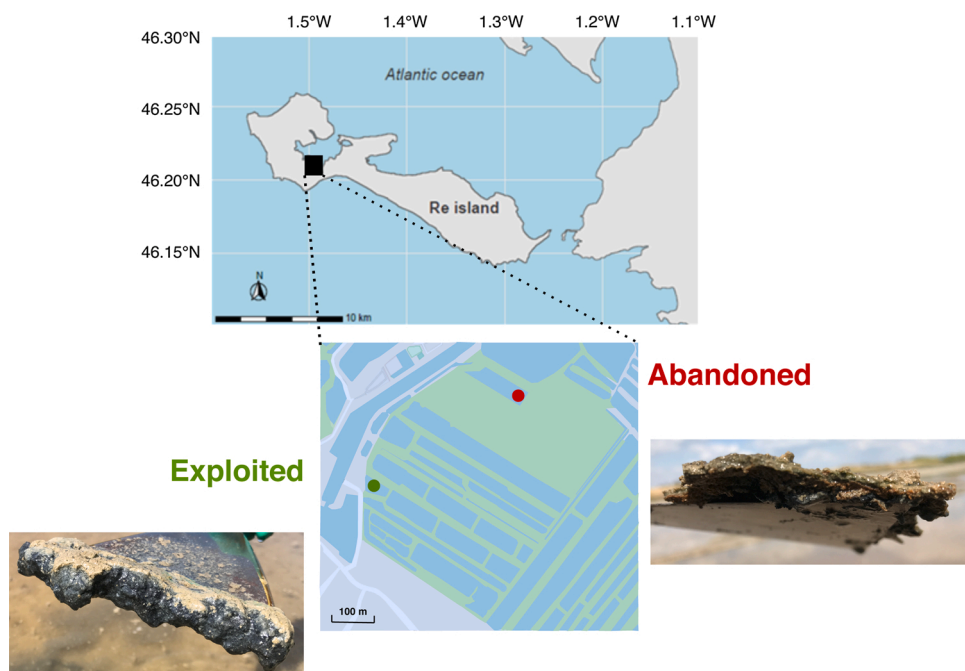 1.5°W 1.4°W 1.3°W 1.2°W 1.1°W
46.30°N
Atlantic ocean
46.25°N
46.20°N
Re island
46.15°N
N
10 km
Abandoned
Exploited
100 m